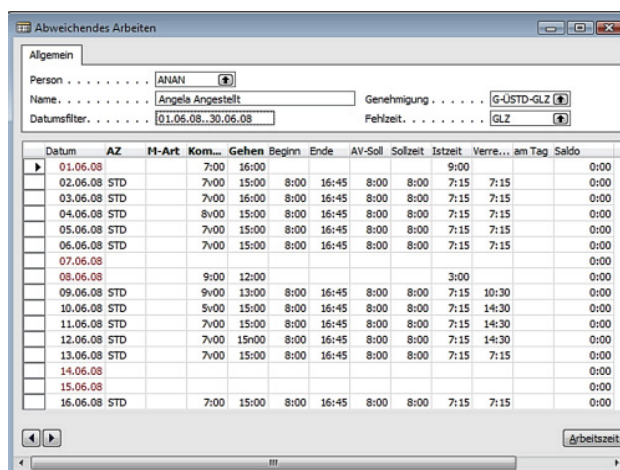 Abweichendes Arbeiten
Allgemein
Person . . . . . . . . . ANAN
Name. . . . . . . . . . Angela Angestellt Genehmigung . . . . . . G-ÜSTD-GLZ
Datumsfilter. . . . . . . 01.06.08..30.06.08 Fehlzeit. . . . . . . . . GLZ
Datum AZ M-Art Kom... Gehen Beginn Ende AV-Soll Sollzeit Istzeit Verre... am Tag Saldo
01.06.08 7:00 16:00 9:00 0:00
02.06.08 STD 7v00 15:00 8:00 16:45 8:00 8:00 7:15 7:15 0:00
03.06.08 STD 7v00 16:00 8:00 16:45 8:00 8:00 7:15 7:15 0:00
04.06.08 STD 8v00 15:00 8:00 16:45 8:00 8:00 7:15 7:15 0:00
05.06.08 STD 7v00 15:00 8:00 16:45 8:00 8:00 7:15 7:15 0:00
06.06.08 STD 7v00 15:00 8:00 16:45 8:00 8:00 7:15 7:15 0:00
07.06.08 0:00
08.06.08 9:00 12:00 3:00 0:00
09.06.08 STD 9v00 13:00 8:00 16:45 8:00 8:00 7:15 10:30 0:00
10.06.08 STD 5v00 15:00 8:00 16:45 8:00 8:00 7:15 14:30 0:00
11.06.08 STD 7v00 15:00 8:00 16:45 8:00 8:00 7:15 14:30 0:00
12.06.08 STD 7v00 15n00 8:00 16:45 8:00 8:00 7:15 14:30 0:00
13.06.08 STD 7v00 15:00 8:00 16:45 8:00 8:00 7:15 7:15 0:00
14.06.08 0:00
15.06.08 0:00
16.06.08 STD 7:00 15:00 8:00 16:45 8:00 8:00 7:15 7:15 0:00
Arbeitszeit